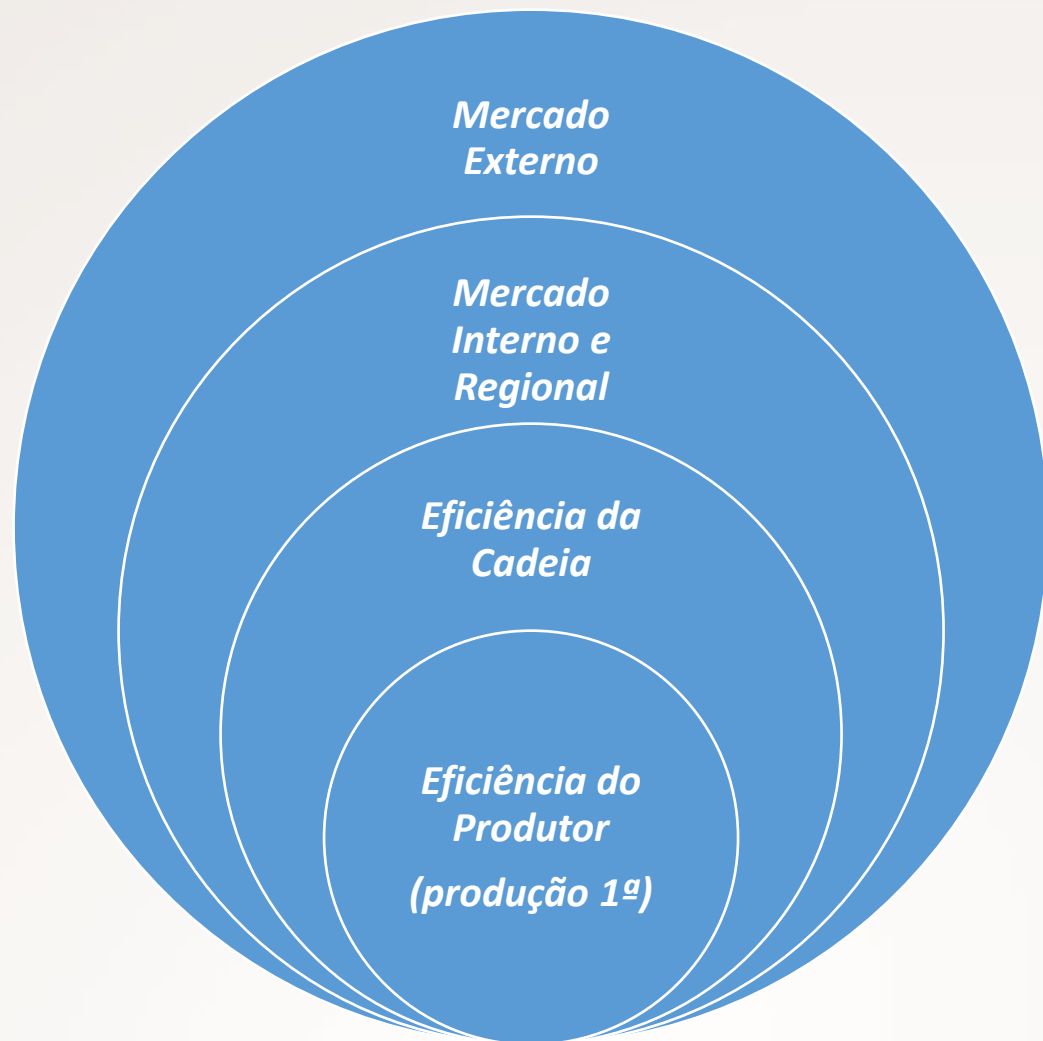 Mercado
Externo
Mercado
Interno e
Regional
Eficiência da
Cadeia
Eficiência do
Produtor
(produção 1ª)